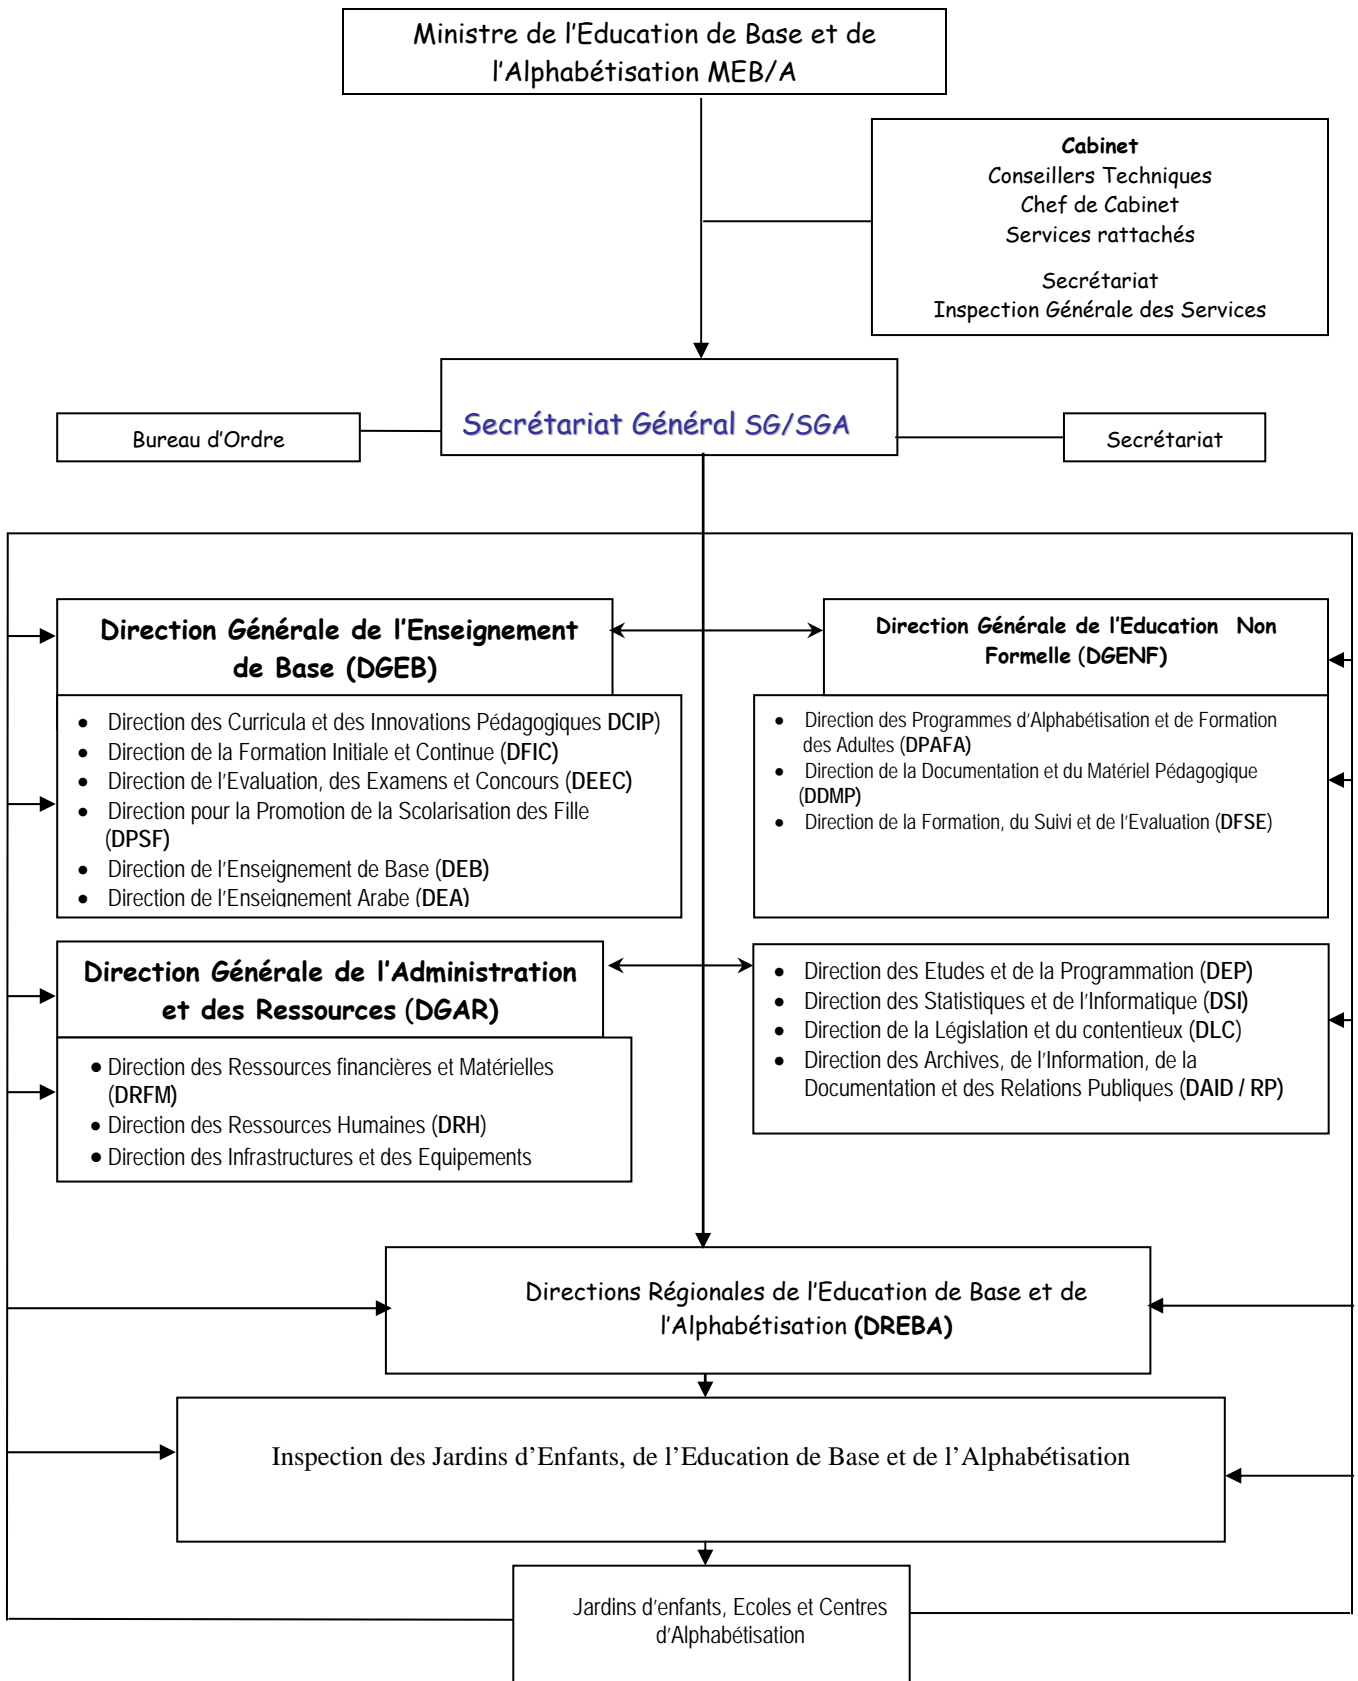 Ministre de l'Education de Base et de
l'Alphabétisation MEB/A
Cabinet
Conseillers Techniques
Chef de Cabinet
Services rattachés
Secrétariat
Inspection Générale des Services
Secrétariat Général SG/SGA
Bureau d'Ordre
Secrétariat
Direction Générale de l'Enseignement
de Base (DGEB)
• Direction des Curricula et des Innovations Pédagogiques DCIP)
• Direction de la Formation Initiale et Continue (DFIC)
• Direction de l'Evaluation, des Examens et Concours (DEEC)
• Direction pour la Promotion de la Scolarisation des Fille
(DPSF)
• Direction de l'Enseignement de Base (DEB)
• Direction de l'Enseignement Arabe (DEA)
Direction Générale de l'Education Non
Formelle (DGENF)
• Direction des Programmes d'Alphabétisation et de Formation
des Adultes (DPAFA)
• Direction de la Documentation et du Matériel Pédagogique
(DDMP)
• Direction de la Formation, du Suivi et de l'Evaluation (DFSE)
Direction Générale de l'Administration
et des Ressources (DGAR)
• Direction des Ressources financières et Matérielles
(DRFM)
• Direction des Ressources Humaines (DRH)
• Direction des Infrastructures et des Equipements
• Direction des Etudes et de la Programmation (DEP)
• Direction des Statistiques et de l'Informatique (DSI)
• Direction de la Législation et du contentieux (DLC)
• Direction des Archives, de l'Information, de la
Documentation et des Relations Publiques (DAID / RP)
Directions Régionales de l'Education de Base et de
l'Alphabétisation (DREBA)
Inspection des Jardins d'Enfants, de l'Education de Base et de l'Alphabétisation
Jardins d'enfants, Ecoles et Centres
d'Alphabétisation